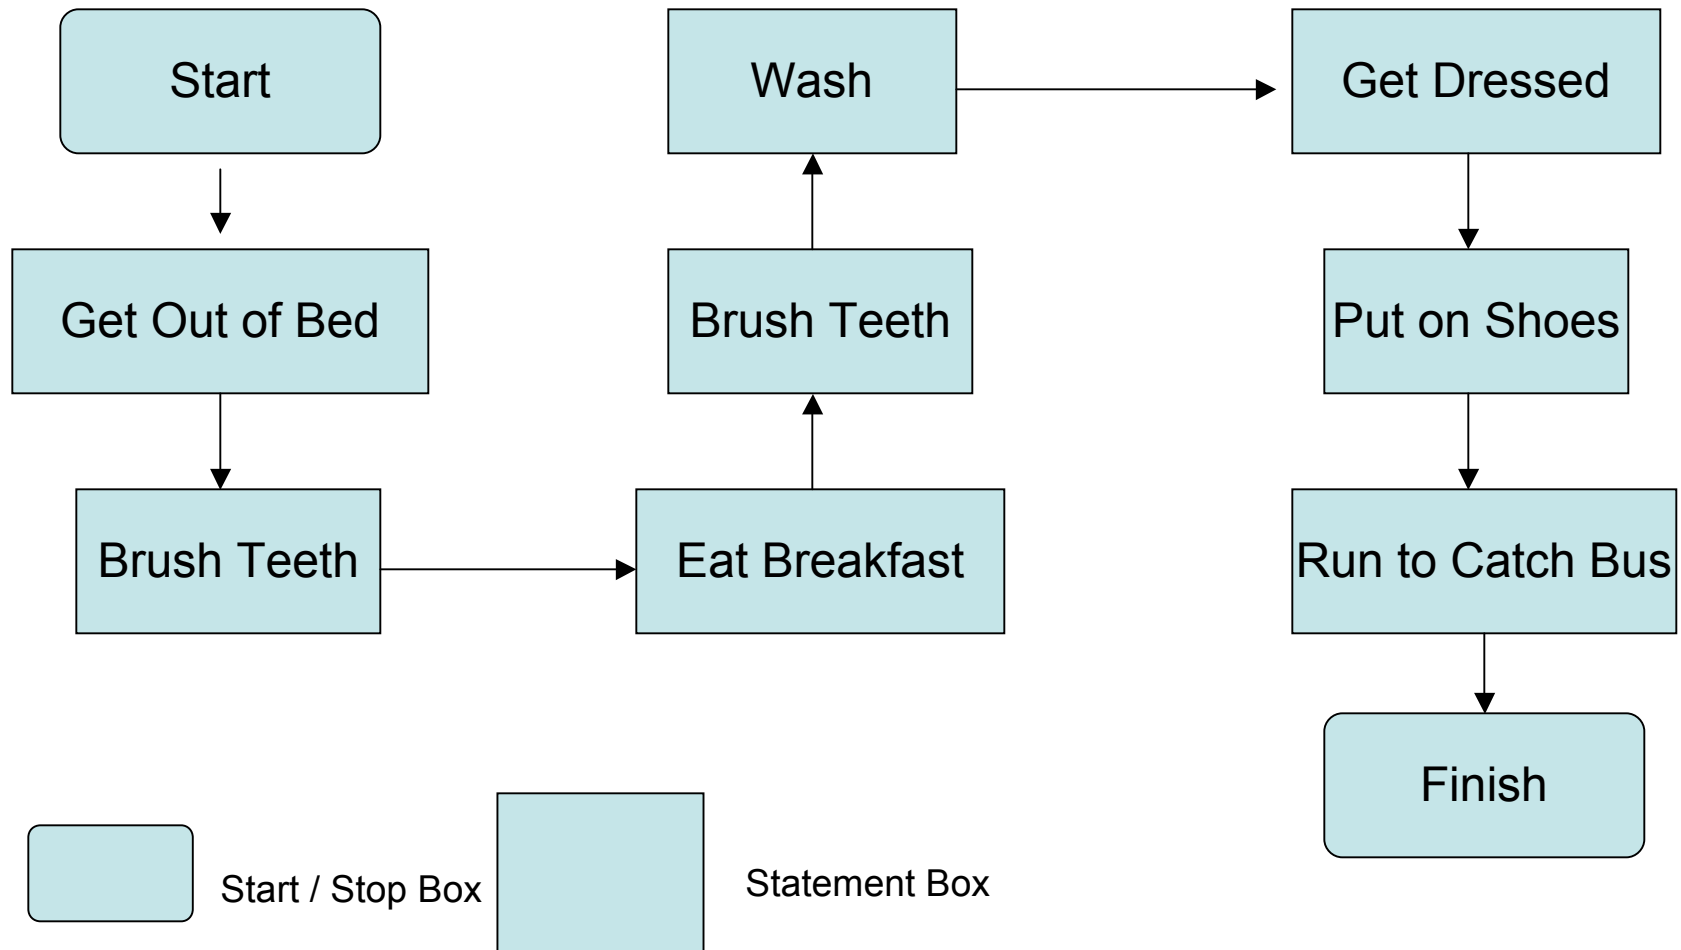 Start
Get Out of Bed
Brush Teeth
Eat Breakfast
Brush Teeth
Wash
Get Dressed
Put on Shoes
Run to Catch Bus
Finish
Start / Stop Box
Statement Box